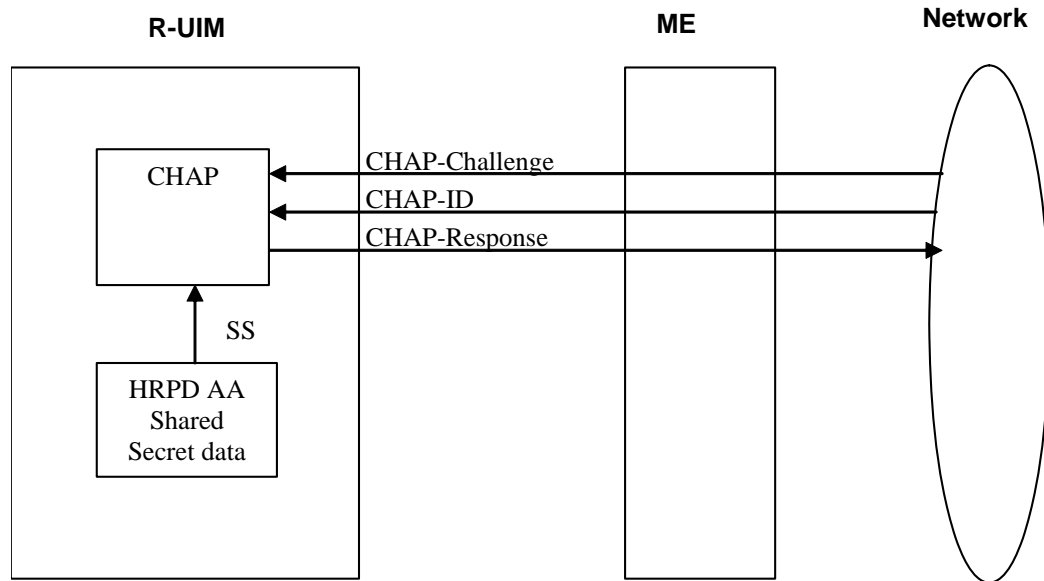 R-UIM
ME
Network
CHAP
CHAP-Challenge
CHAP-ID
CHAP-Response
SS
HRPD AA
Shared
Secret data